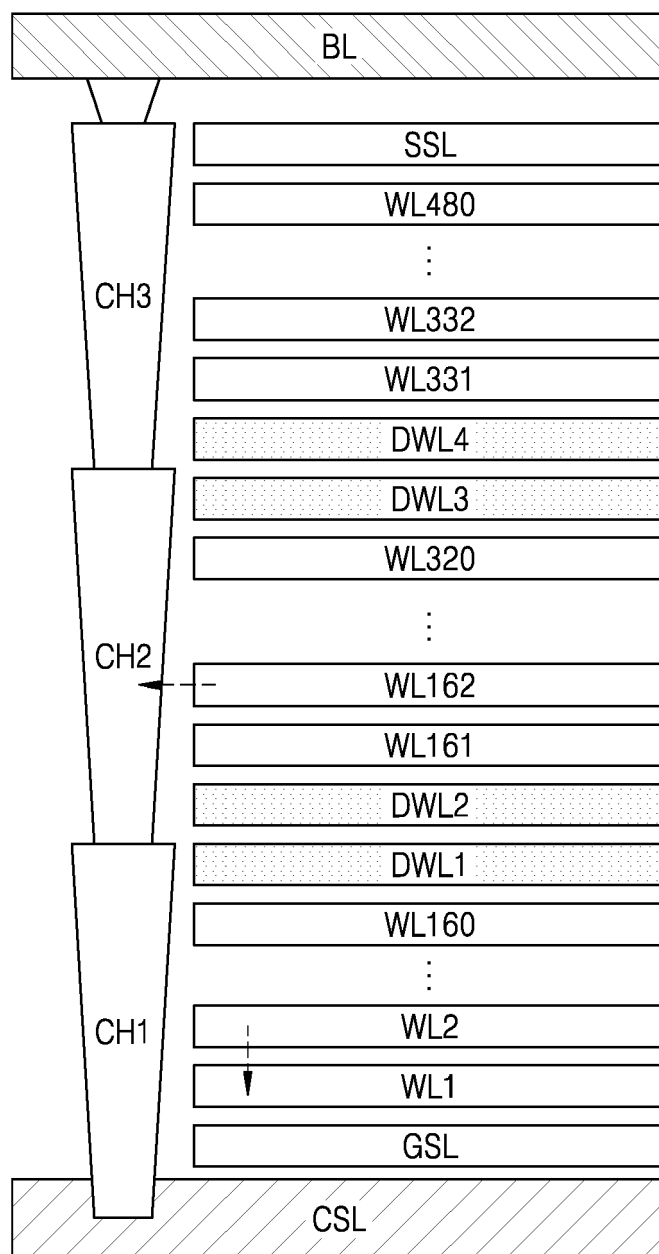 BL
SSL
WL480
⋮
CH3
WL332
WL331
DWL4
DWL3
WL320
⋮
CH2
WL162
WL161
DWL2
DWL1
WL160
⋮
CH1
WL2
WL1
GSL
CSL